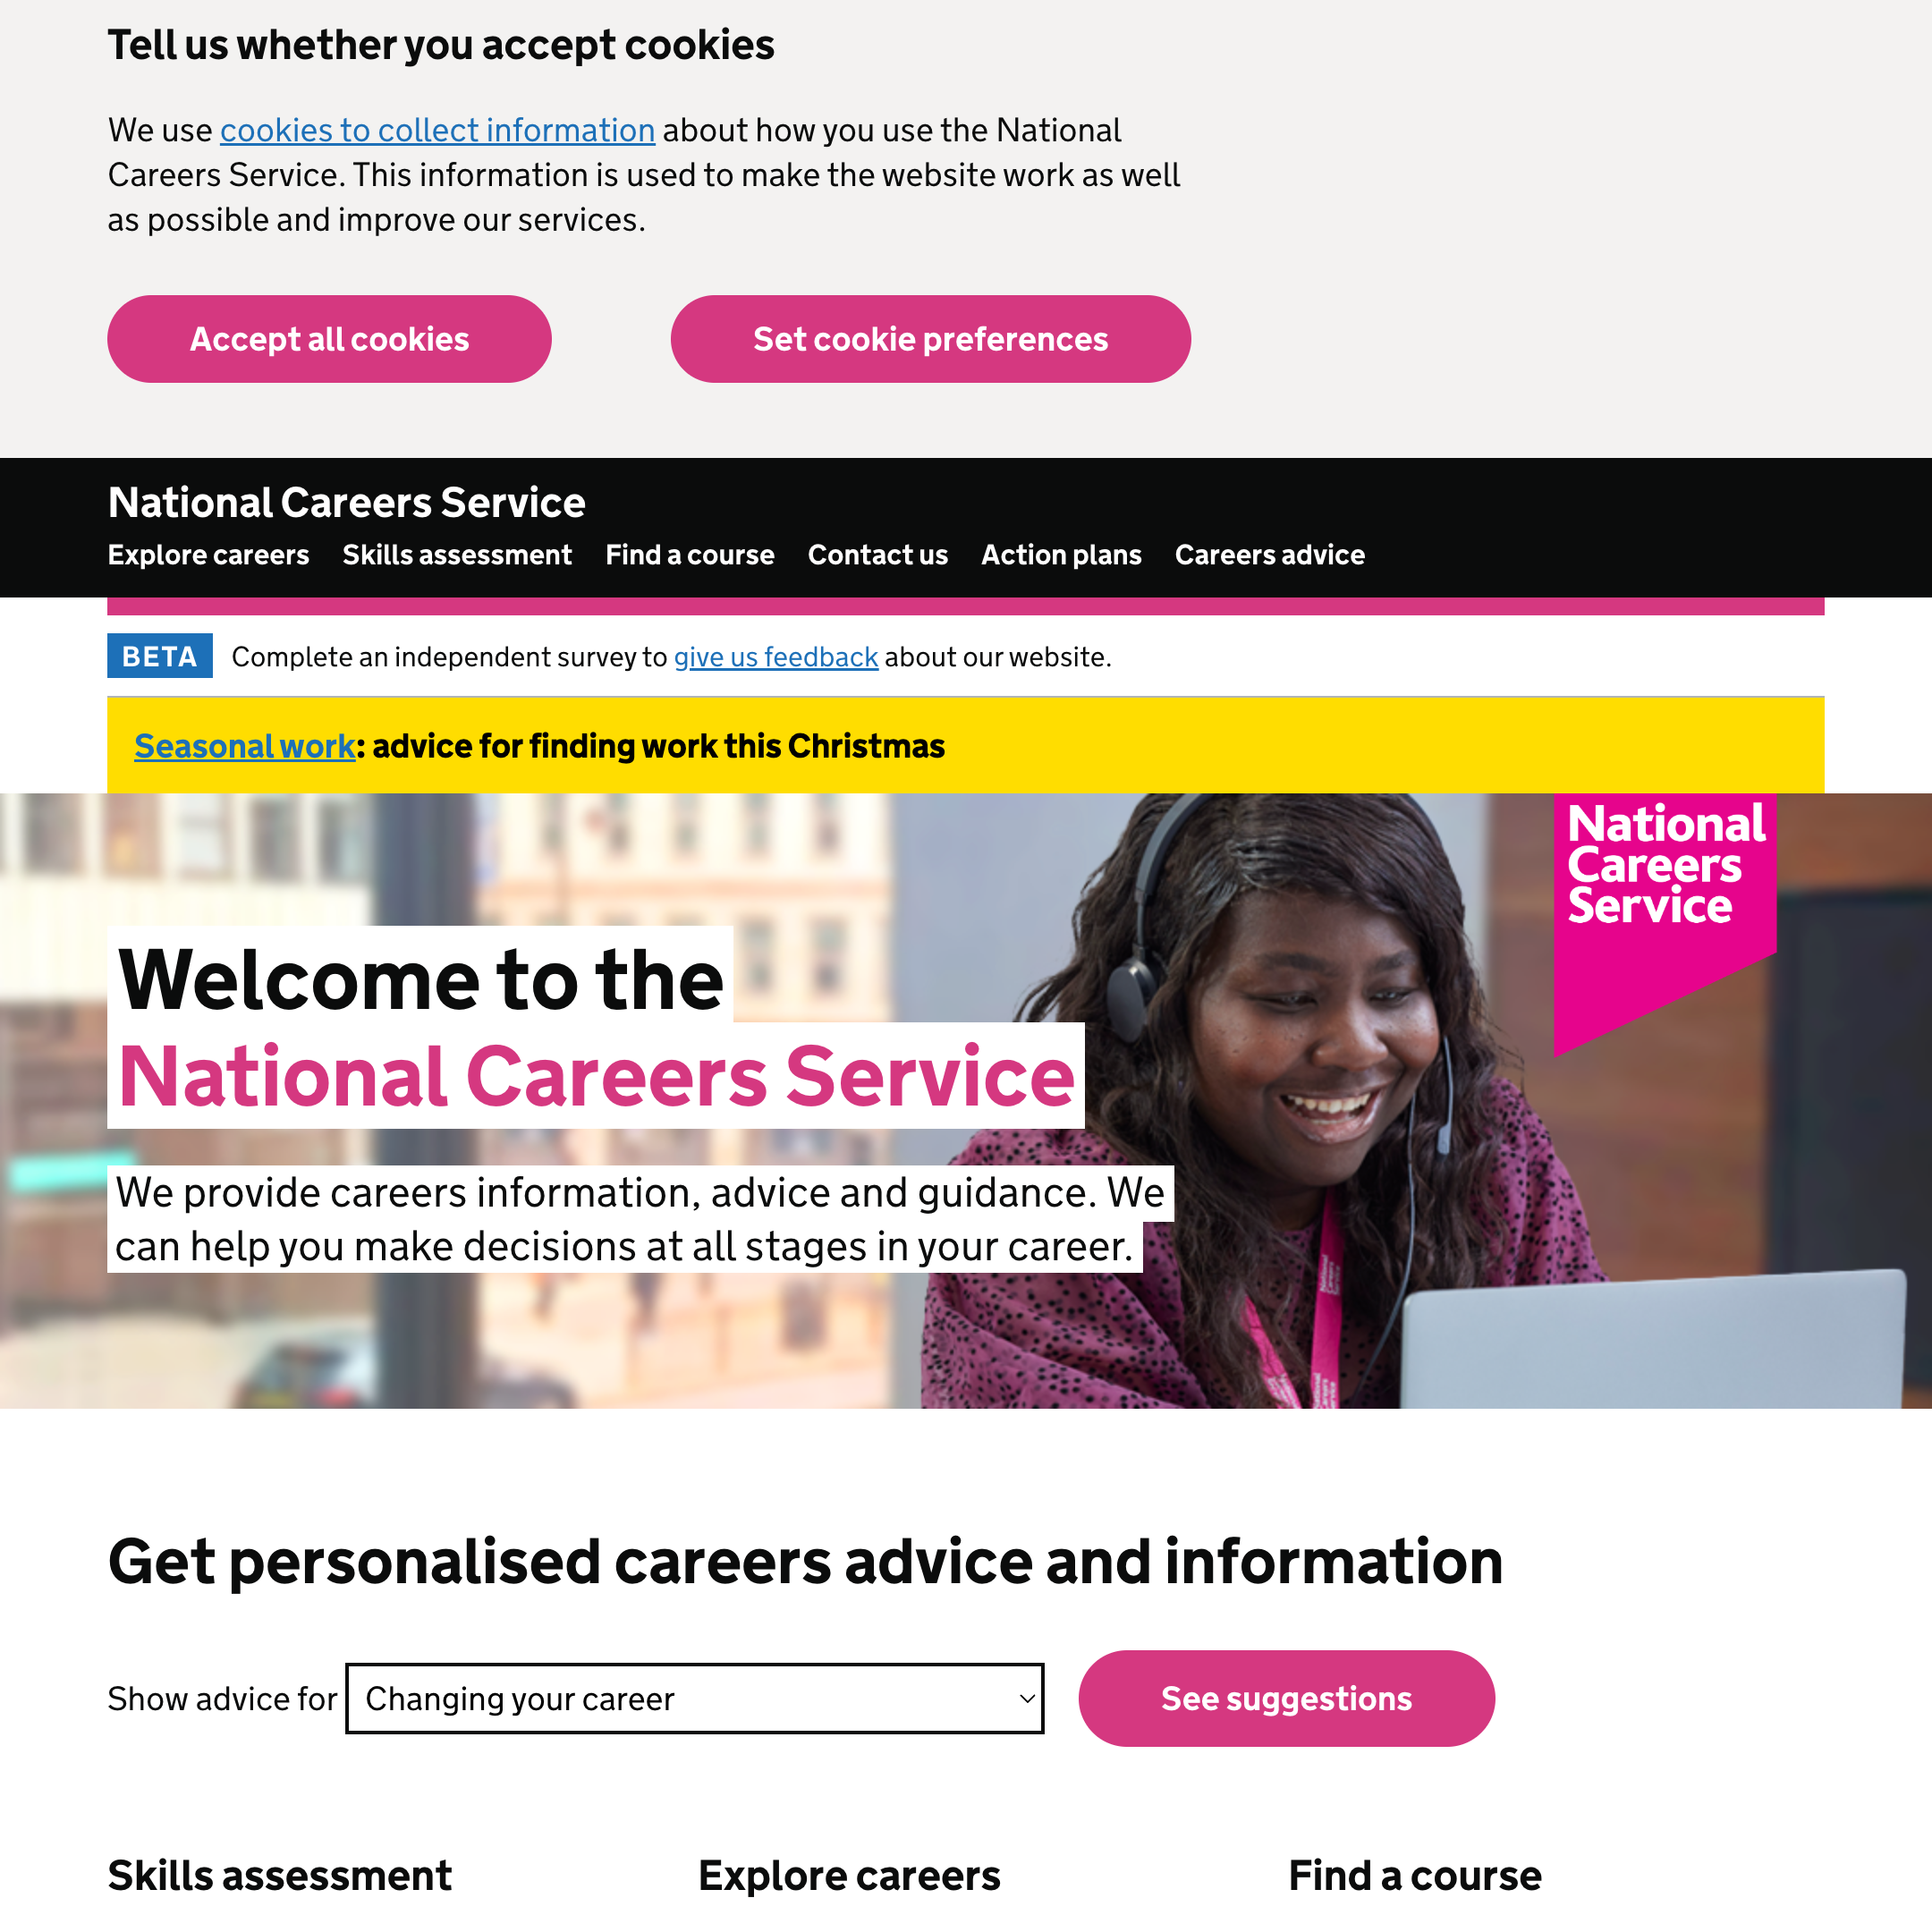 Tell us whether you accept cookies
We use cookies to collect information about how you use the National
Careers Service. This information is used to make the website work as well
as possible and improve our services.
Accept all cookies
Set cookie preferences
National Careers Service
Explore careers
Skills assessment
Find a course
Contact us
Action plans
Careers advice
BETA
Complete an independent survey to give us feedback about our website.
Seasonal work: advice for finding work this Christmas
National
Careers
Service
Welcome to the
National Careers Service
We provide careers information, advice and guidance. We
can help you make decisions at all stages in your career.
Get personalised careers advice and information
Show advice for
Changing your career
See suggestions
Skills assessment
Explore careers
Find a course